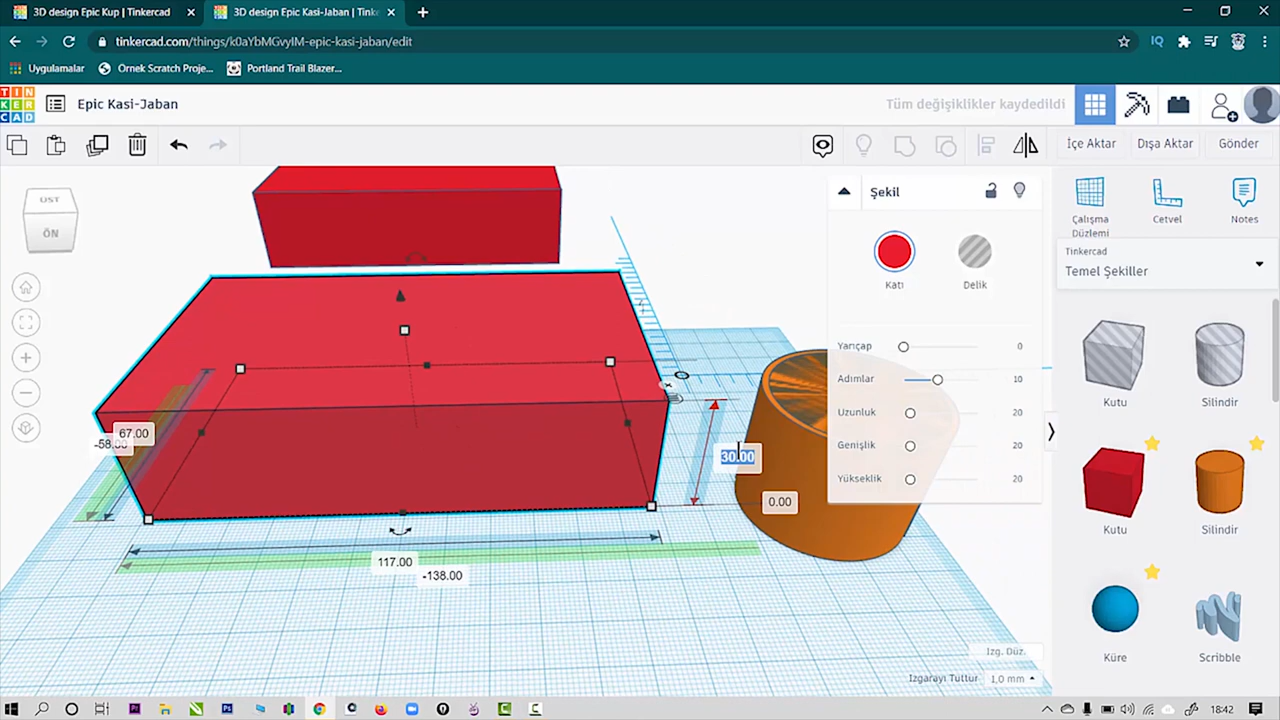 3D design Epic Kup | Tinkercad
3D design Epic Kasi-Jaban | Tinke
tinkercad.com/things/k0aYbMGvyIM-epic-kasi-jaban/edit
Uygulamalar
Örnek Scratch Proje...
Portland Trail Blazer...
TIN
KER
CAD
Epic Kasi-Jaban
Tüm değişiklikler kaydedildi
İçe Aktar
Dışa Aktar
Gönder
ÜST
ÖN
Şekil
Katı
Delik
Yarıçap 0
Adımlar 10
Uzunluk 20
Genişlik 20
Yükseklik 20
Çalışma
Düzlemi
Cetvel
Notes
Tinkercad
Temel Şekiller
Kutu
Silindir
Kutu
Silindir
Küre
Scribble
67.00
-58.00
30.00
0.00
117.00
-138.00
Izg. Düz.
Izgarayı Tuttur 1,0 mm
18:42